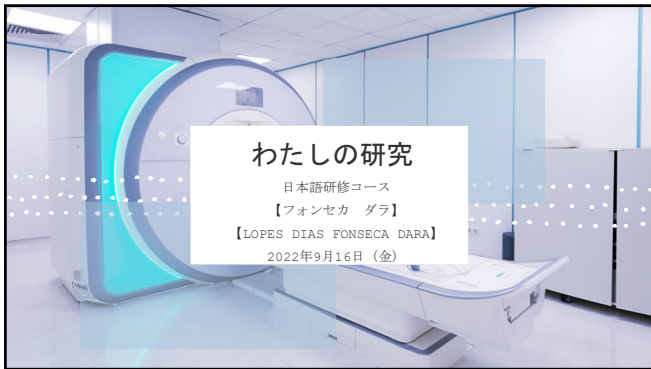 わたしの研究
日本語研修コース
【フォンセカ　ダラ】
【LOPES DIAS FONSECA DARA】
2022年9月16日（金）